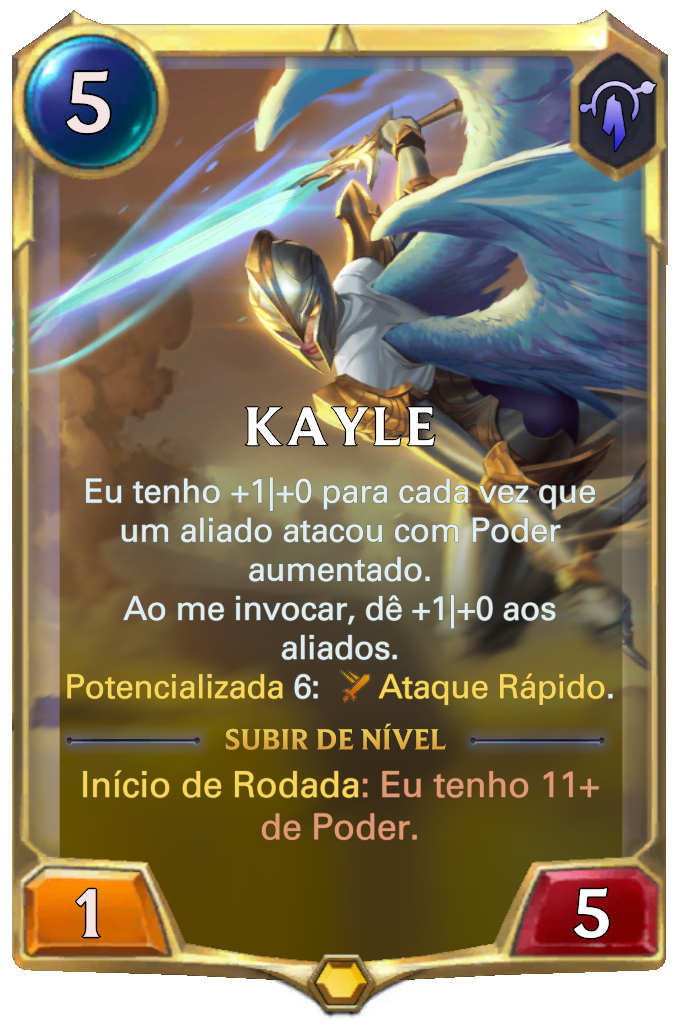 5
KAYLE
Eu tenho +1|+0 para cada vez que
um aliado atacou com Poder
aumentado.
Ao me invocar, dê +1|+0 aos
aliados.
Potencializada 6: Ataque Rápido.
SUBIR DE NÍVEL
Início de Rodada: Eu tenho 11+
de Poder.
1
5